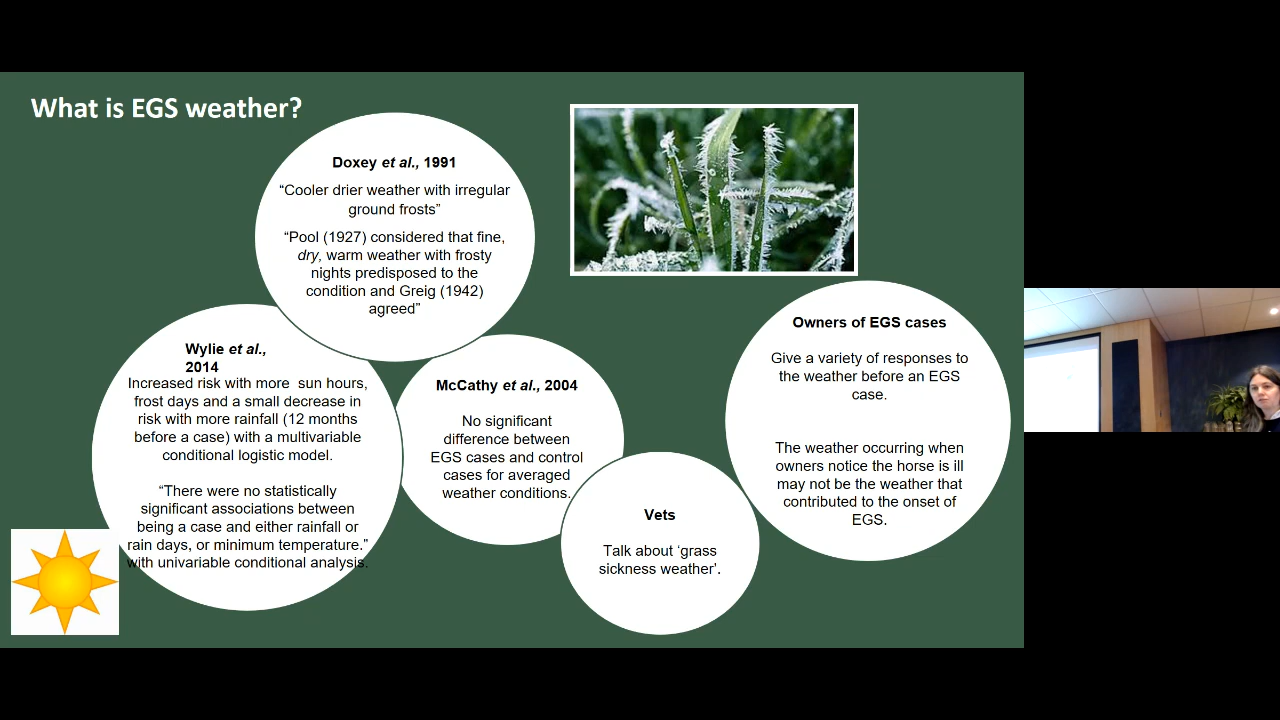 What is EGS weather?
Doxey et al., 1991
“Cooler drier weather with irregular
ground frosts”
“Pool (1927) considered that fine,
dry, warm weather with frosty
nights predisposed to the
condition and Greig (1942)
agreed”
Wylie et al.,
2014
Increased risk with more sun hours,
frost days and a small decrease in
risk with more rainfall (12 months
before a case) with a multivariable
conditional logistic model.
“There were no statistically
significant associations between
being a case and either rainfall or
rain days, or minimum temperature.”
with univariable conditional analysis.
McCathy et al., 2004
No significant
difference between
EGS cases and control
cases for averaged
weather conditions.
Vets
Talk about ‘grass
sickness weather’.
Owners of EGS cases
Give a variety of responses to
the weather before an EGS
case.
The weather occurring when
owners notice the horse is ill
may not be the weather that
contributed to the onset of
EGS.